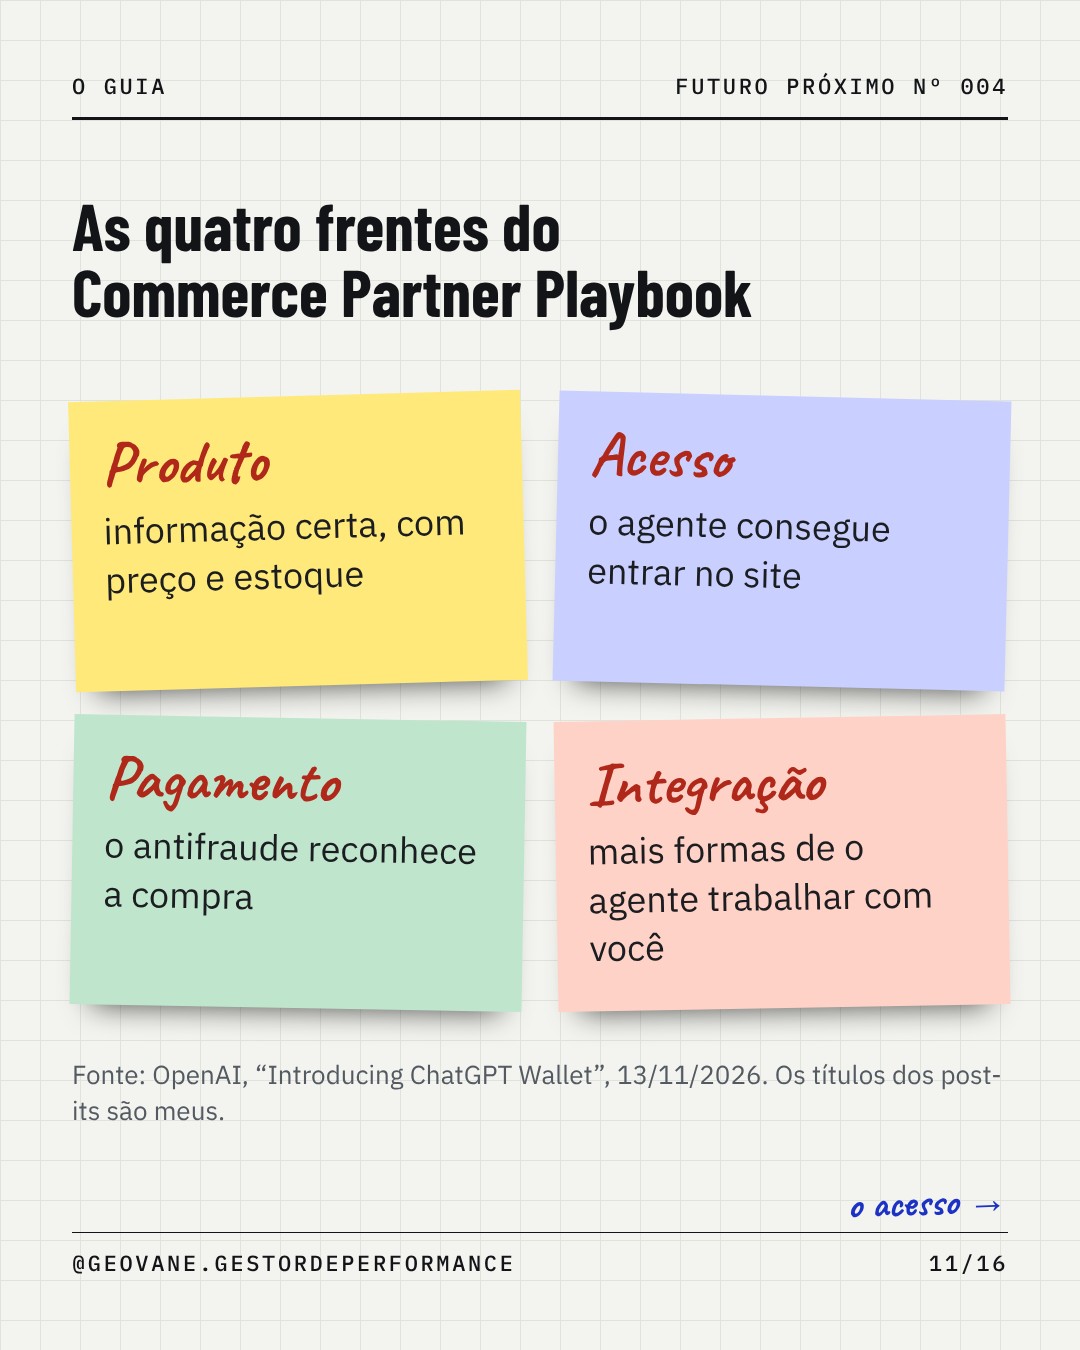 O GUIA
FUTURO PRÓXIMO Nº 004
As quatro frentes do
Commerce Partner Playbook
Produto
informação certa, com
preço e estoque
Acesso
o agente consegue
entrar no site
Pagamento
o antifraude reconhece
a compra
Integração
mais formas de o
agente trabalhar com
você
Fonte: OpenAI, “Introducing ChatGPT Wallet”, 13/11/2026. Os títulos dos post-
its são meus.
o acesso →
@GEOVANE.GESTORDEPERFORMANCE
11/16